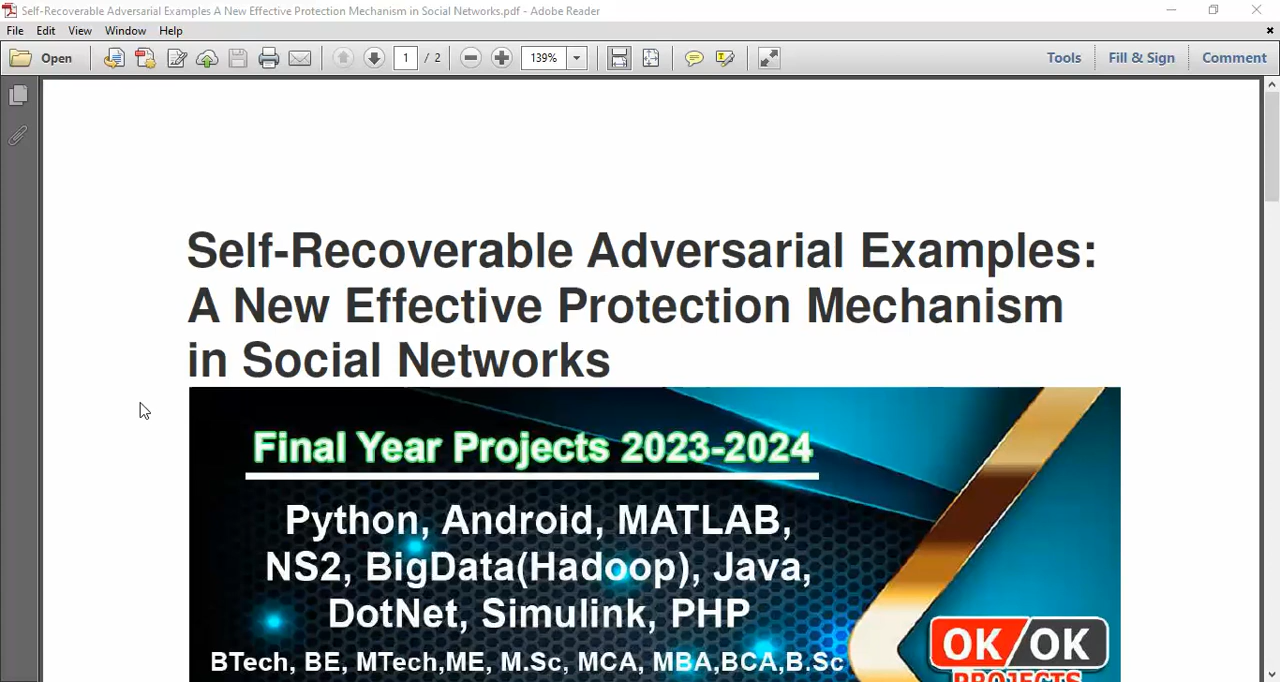 Self-Recoverable Adversarial Examples A New Effective Protection Mechanism in Social Networks.pdf - Adobe Reader
File Edit View Window Help
Open 1 / 2 139% Tools Fill & Sign Comment
Self-Recoverable Adversarial Examples:
A New Effective Protection Mechanism
in Social Networks
Final Year Projects 2023-2024
Python, Android, MATLAB,
NS2, BigData(Hadoop), Java,
DotNet, Simulink, PHP
BTech, BE, MTech,ME, M.Sc, MCA, MBA,BCA,B.Sc
OK/OK
PROJECTS